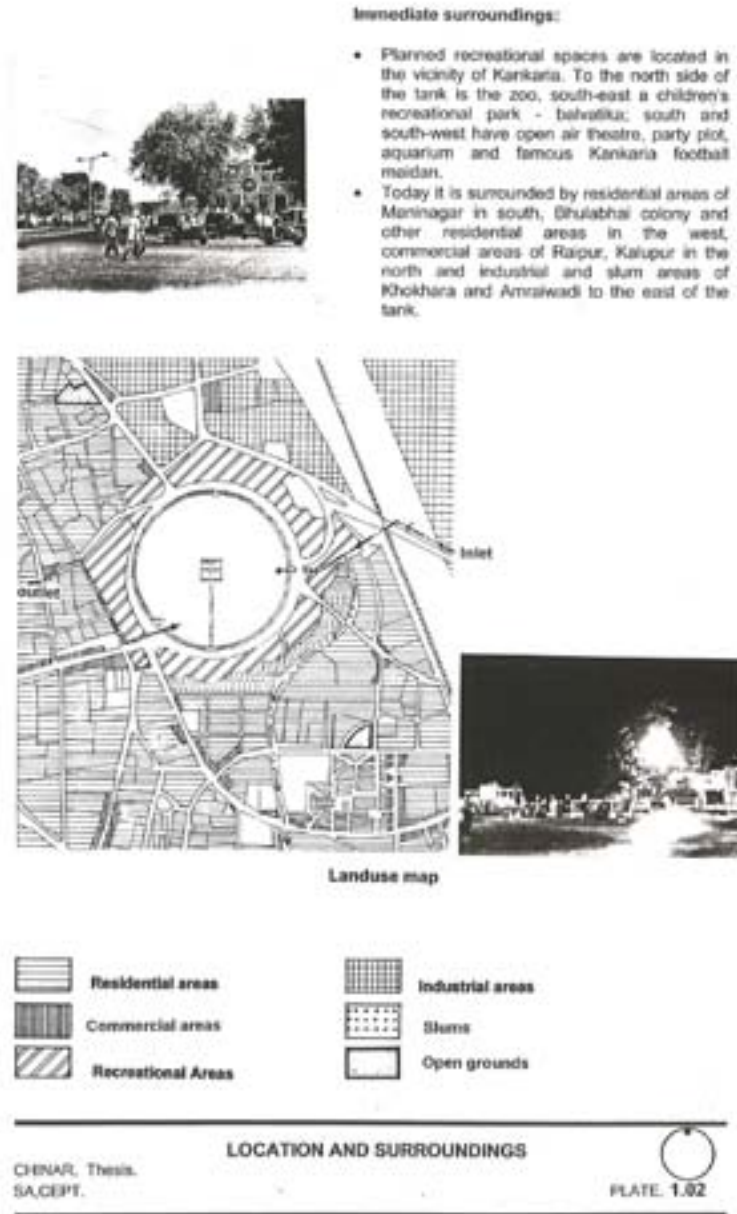 Immediate surroundings:
• Planned recreational spaces are located in
the vicinity of Kankaria. To the north side of
the tank is the zoo, south-east a children's
recreational park - balvatika; south and
south-west have open air theatre, party plot,
aquarium and famous Kankaria football
maidan.
• Today it is surrounded by residential areas of
Maninagar in south, Bhulabhai colony and
other residential areas in the west,
commercial areas of Raipur, Kalupur in the
north and industrial and slum areas of
Khokhara and Amraiwadi to the east of the
tank.
Inlet
outlet
Landuse map
Residential areas
Industrial areas
Commercial areas
Slums
Recreational Areas
Open grounds
LOCATION AND SURROUNDINGS
CHINAR, Thesis.
SA,CEPT.
PLATE. 1.02